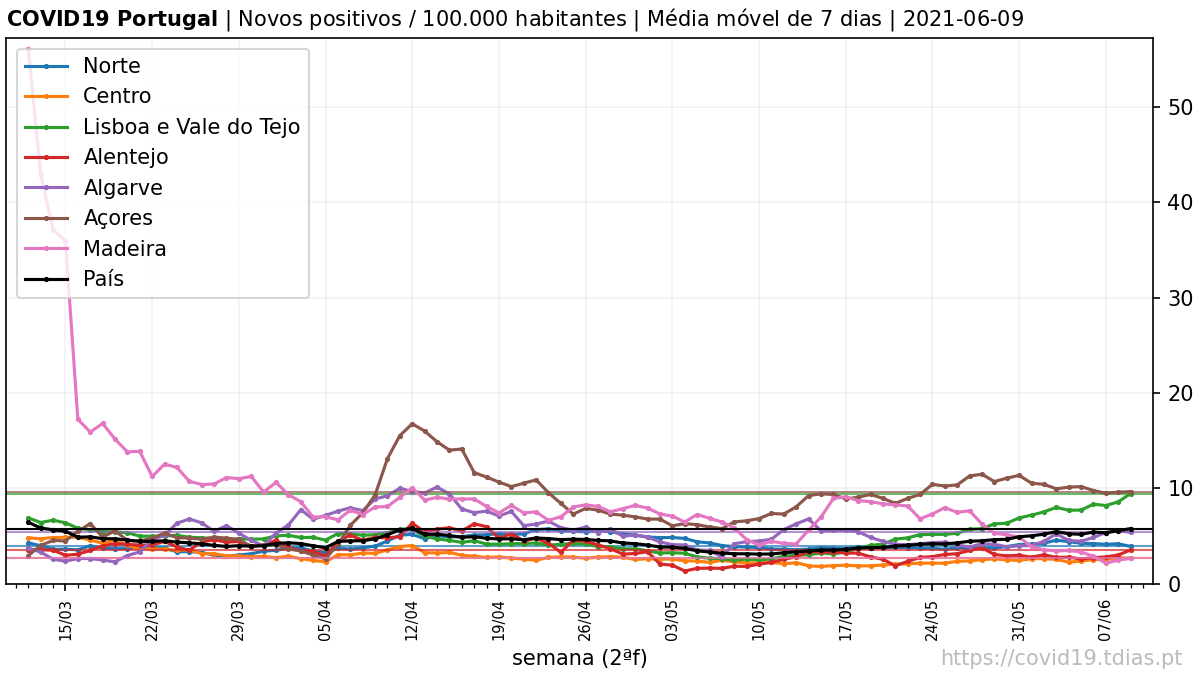 COVID19 Portugal | Novos positivos / 100.000 habitantes | Média móvel de 7 dias | 2021-06-09
Norte
Centro
Lisboa e Vale do Tejo
Alentejo
Algarve
Açores
Madeira
País
50
40
30
20
10
0
15/03 22/03 29/03 05/04 12/04 19/04 26/04 03/05 10/05 17/05 24/05 31/05 07/06
semana (2ªf)
https://covid19.tdias.pt